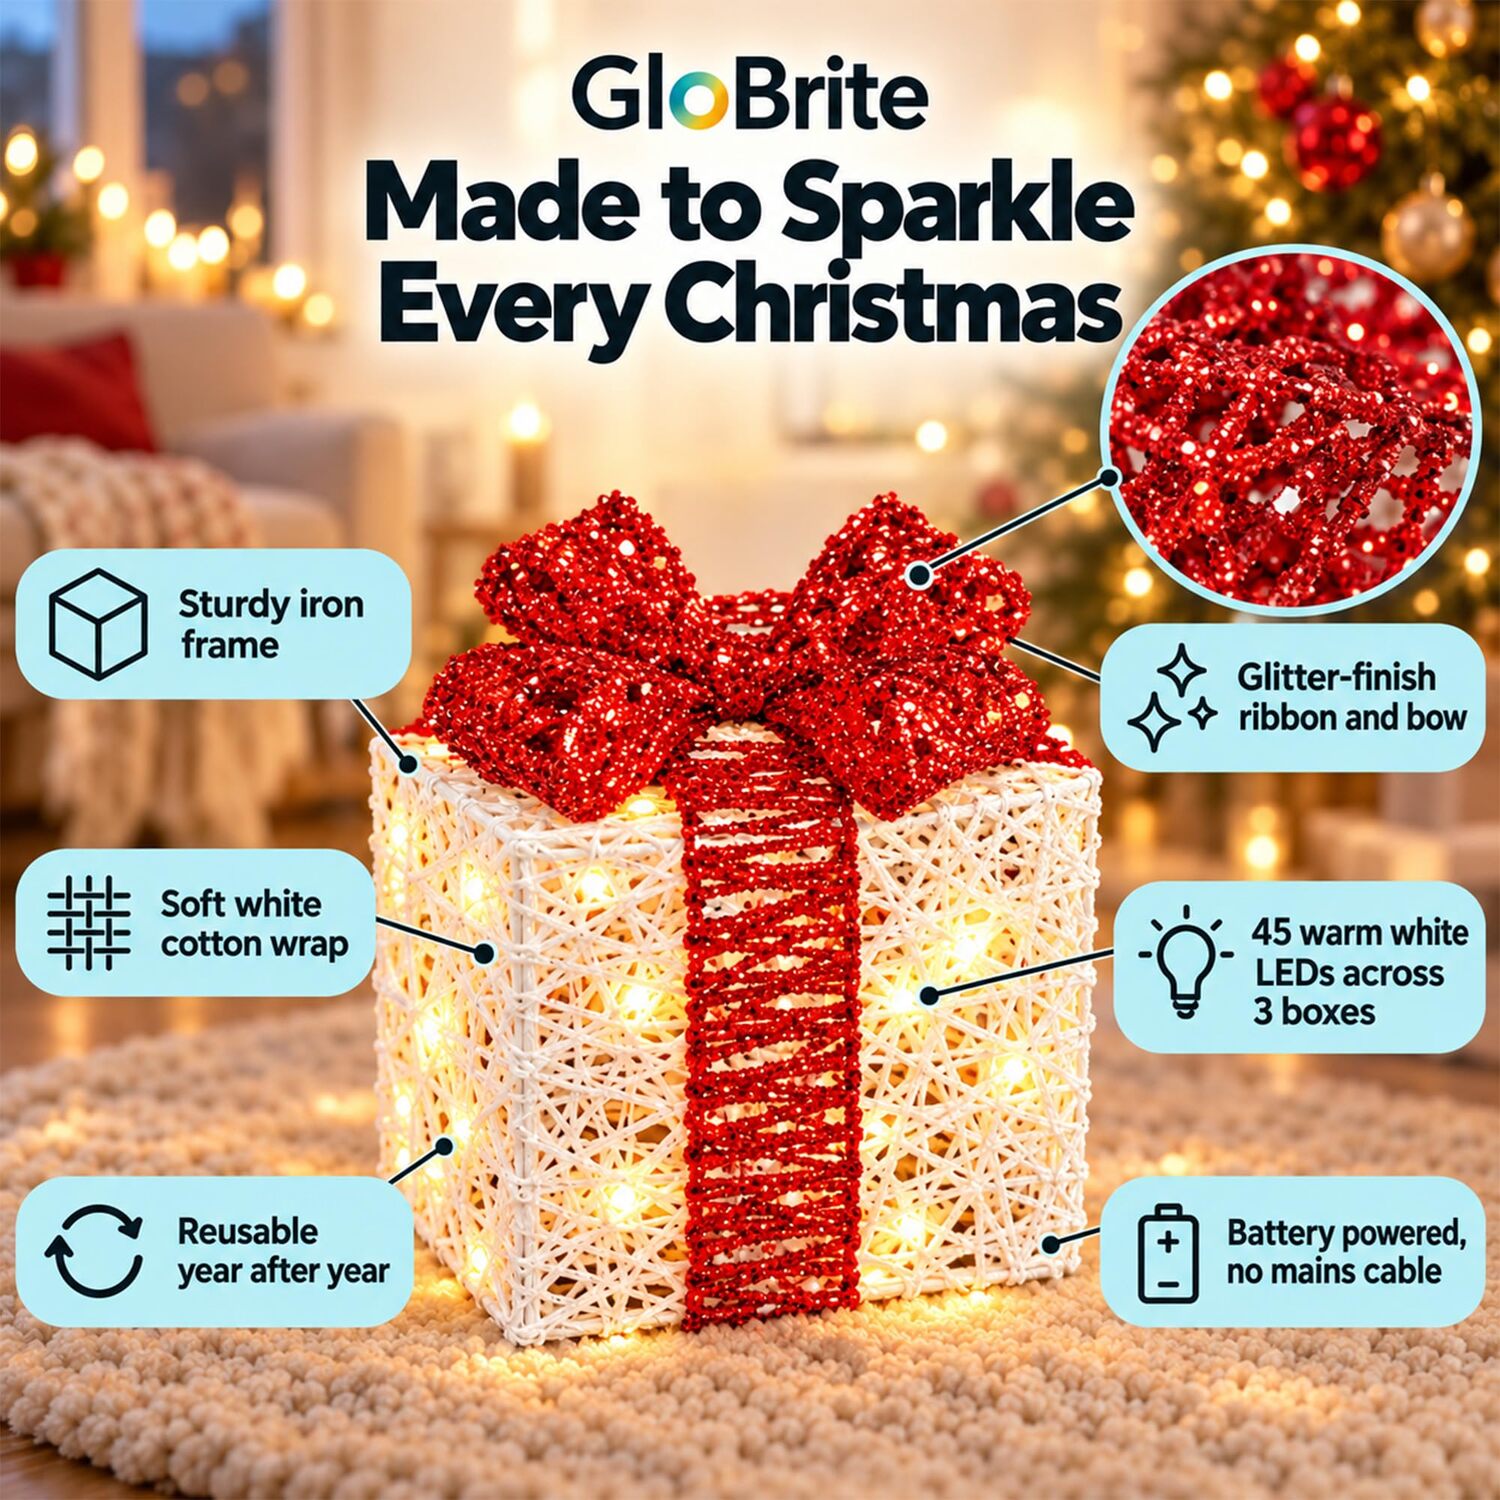 GloBrite
Made to Sparkle
Every Christmas
Sturdy iron
frame
Glitter-finish
ribbon and bow
Soft white
cotton wrap
45 warm white
LEDs across
3 boxes
Reusable
year after year
Battery powered,
no mains cable